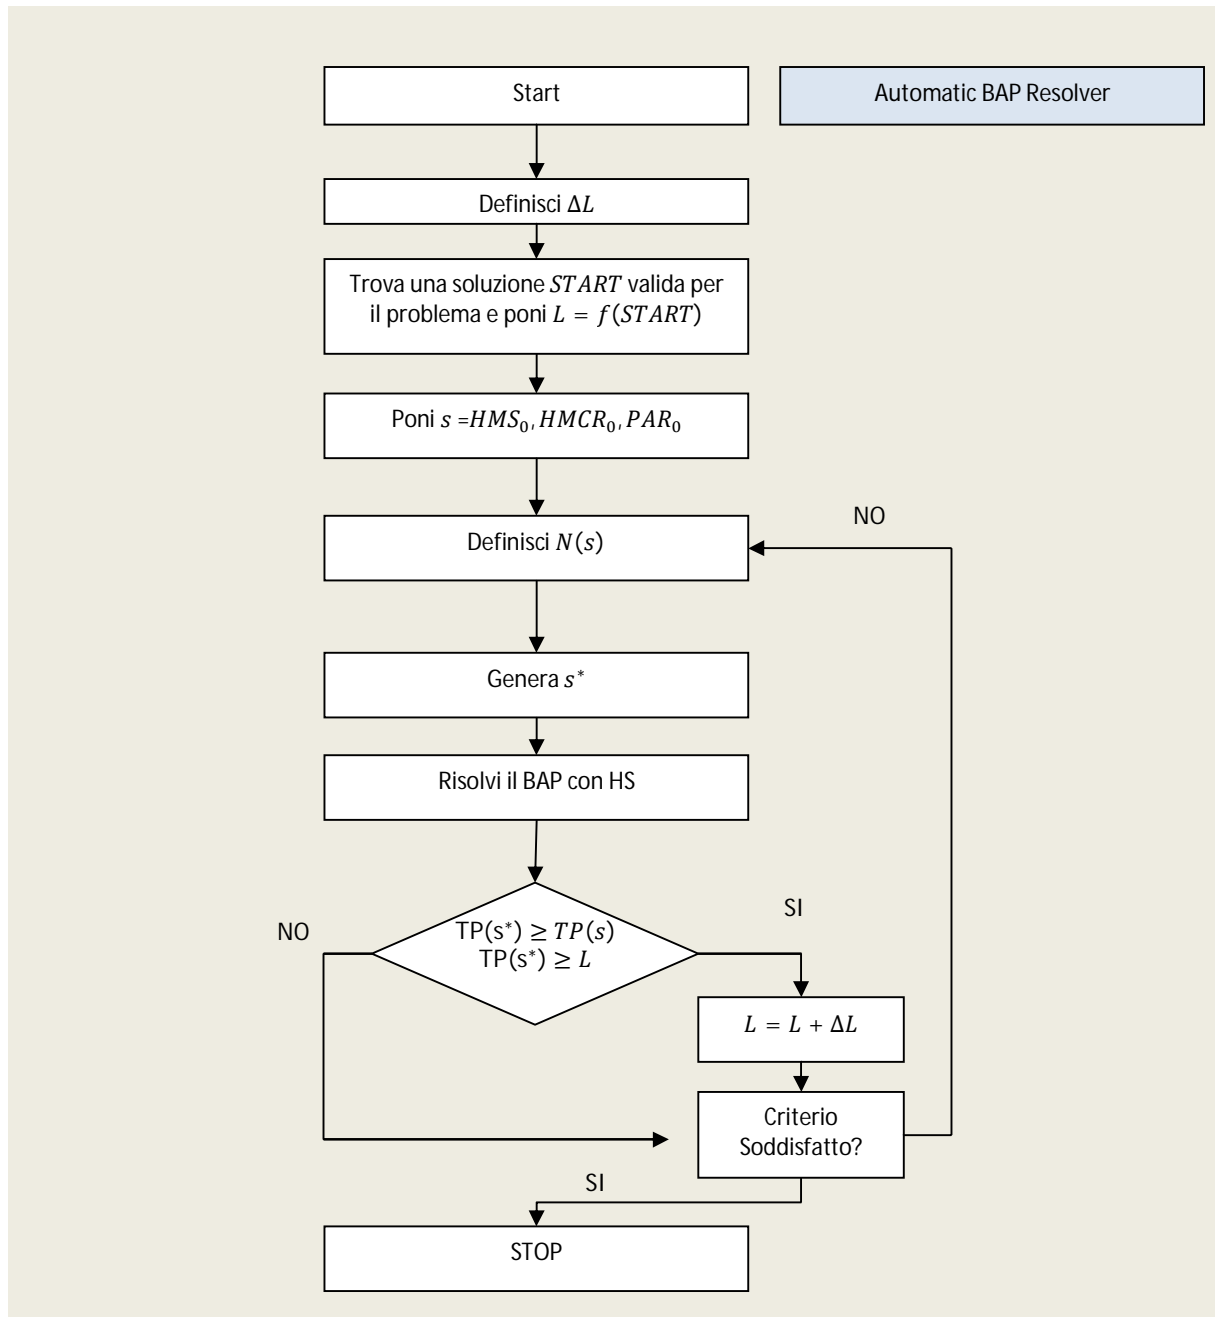 Start
Automatic BAP Resolver
Definisci ΔL
Trova una soluzione START valida per
il problema e poni L = f(START)
Poni s =HMS₀, HMCR₀, PAR₀
NO
Definisci N(s)
Genera s*
Risolvi il BAP con HS
SI
NO
TP(s*) ≥ TP(s)
TP(s*) ≥ L
L = L + ΔL
Criterio
Soddisfatto?
SI
STOP